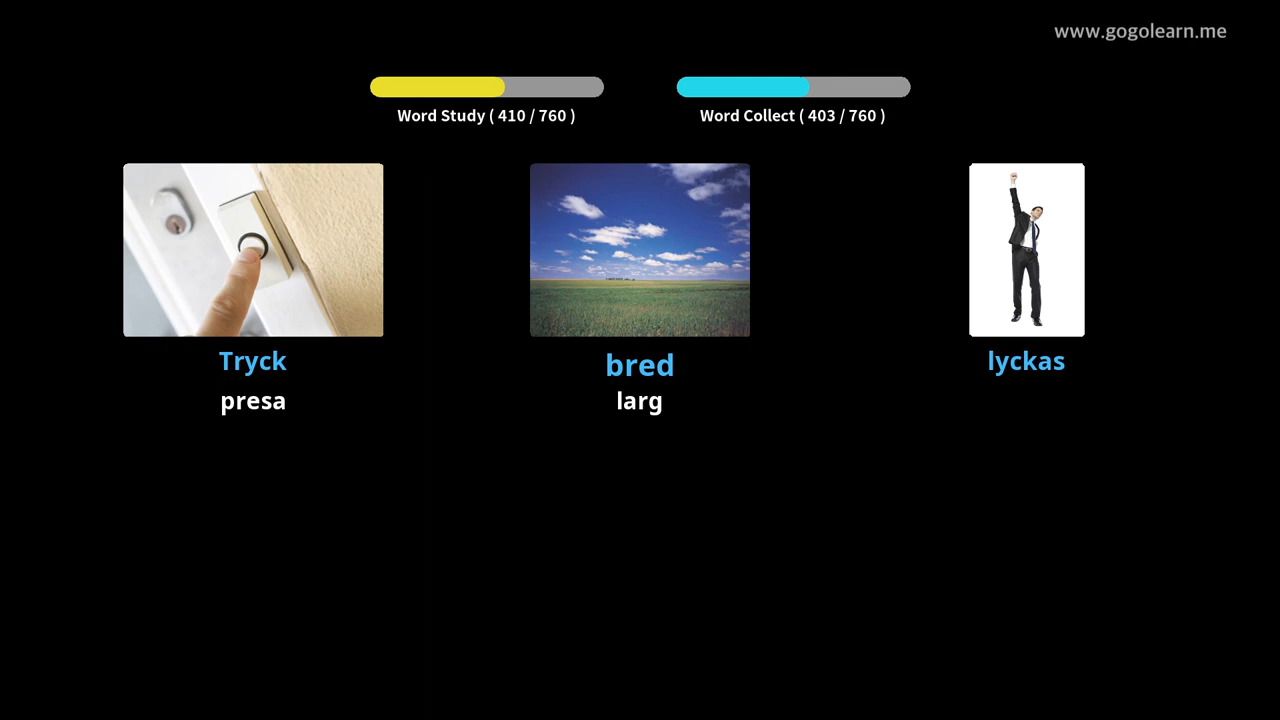 www.gogolearn.me
Word Study ( 410 / 760 )
Word Collect ( 403 / 760 )
Tryck
presa
bred
larg
lyckas